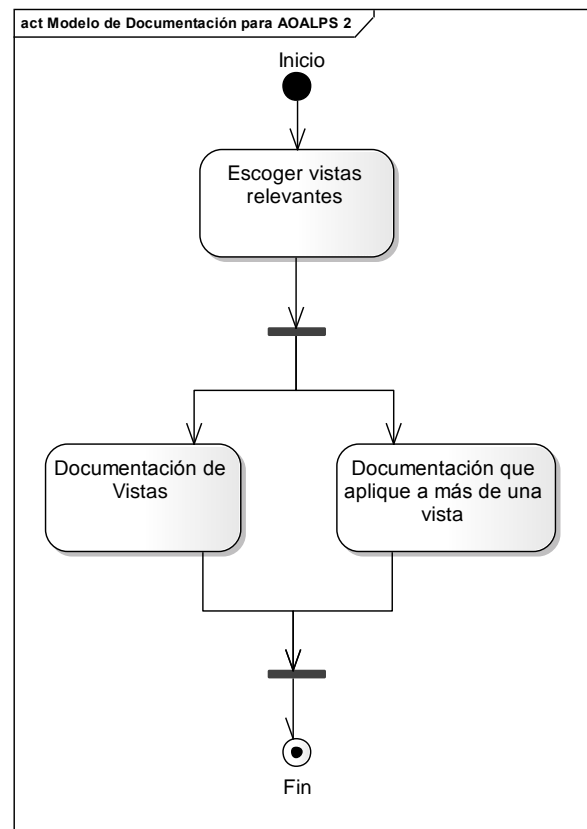 act Modelo de Documentación para AOALPS 2
Inicio
Escoger vistas
relevantes
Documentación de
Vistas
Documentación que
aplique a más de una
vista
Fin